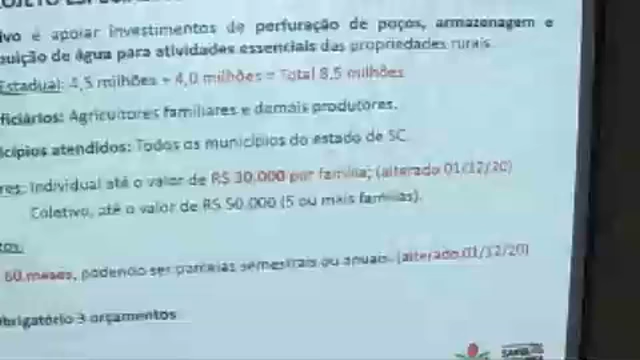 OJETO ESPEC
ivo é apoiar investimentos de perfuração de poços, armazenagem e
buição de água para atividades essenciais das propriedades rurais
Estadual: 4,5 milhões + 4,0 milhões = Total 8,5 milhões
ficiários: Agricultores familiares e demais produtores.
icípios atendidos: Todos os municípios do estado de SC.
res: Individual até o valor de R$ 30.000 por família; (alterado 01/12/20)
Coletivo, até o valor de R$ 50.000 (5 ou mais famílias).
60 meses, podendo ser parcelas semestrais ou anuais. (alterado 01/12/20)
brigatório 3 orçamentos
SANTA